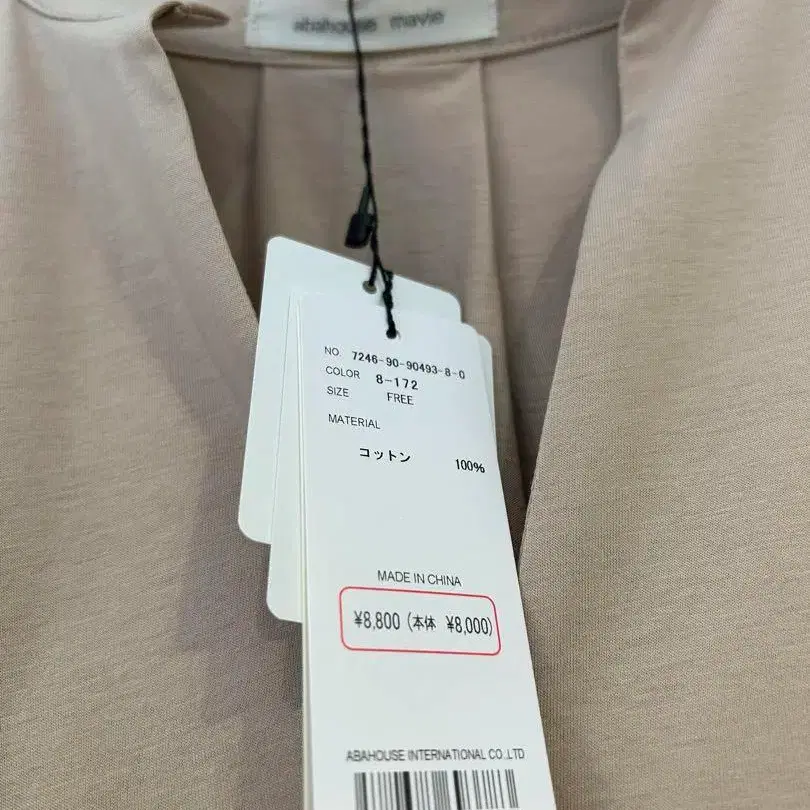 abahouse mavie
NO. 7246-90-90493-8-0
COLOR 8-172
SIZE FREE
MATERIAL
コットン 100%
MADE IN CHINA
¥8,800 (本体 ¥8,000)
ABAHOUSE INTERNATIONAL CO.,LTD